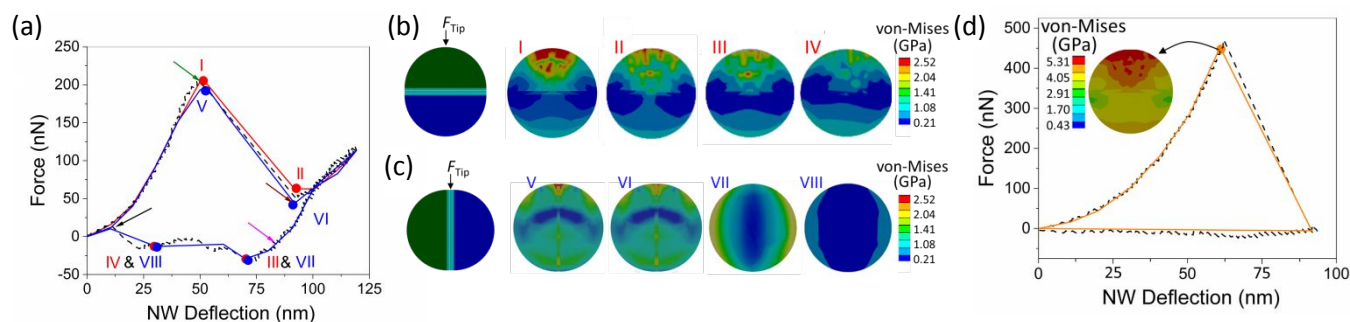 (a)
250
200
150
100
50
0
-50
Force (nN)
I
V
II
VI
IV & VIII
III& VII
0 25 50 75 100 125
NW Deflection (nm)
(b)
FTip
I II III IV
von-Mises
(GPa)
2.52
2.04
1.41
1.08
0.21
(c)
FTip
V VI VII VIII
von-Mises
(GPa)
2.52
2.04
1.41
1.08
0.21
(d)
500
400
300
200
100
0
Force (nN)
von-Mises
(GPa)
5.31
4.05
2.91
1.70
0.43
0 25 50 75 100
NW Deflection (nm)